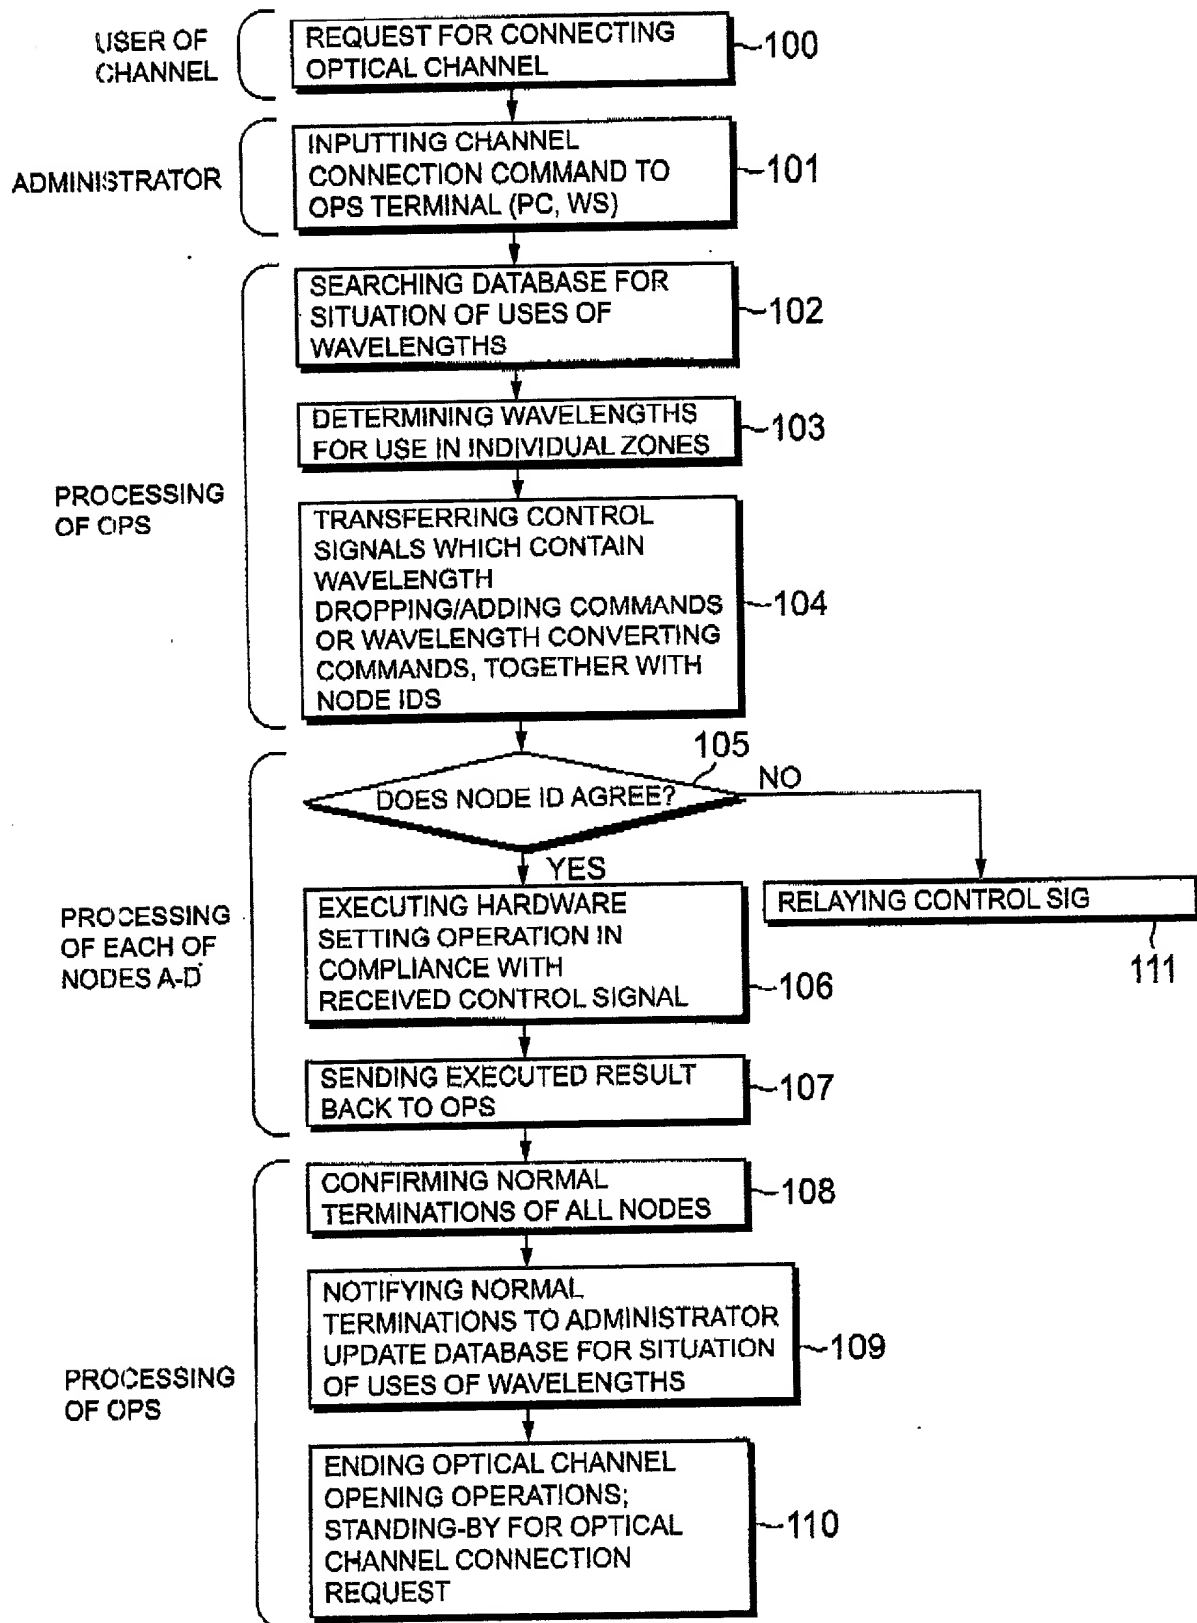 USER OF
CHANNEL
REQUEST FOR CONNECTING
OPTICAL CHANNEL
100
ADMINISTRATOR
INPUTTING CHANNEL
CONNECTION COMMAND TO
OPS TERMINAL (PC, WS)
101
PROCESSING
OF OPS
SEARCHING DATABASE FOR
SITUATION OF USES OF
WAVELENGTHS
102
DETERMINING WAVELENGTHS
FOR USE IN INDIVIDUAL ZONES
103
TRANSFERRING CONTROL
SIGNALS WHICH CONTAIN
WAVELENGTH
DROPPING/ADDING COMMANDS
OR WAVELENGTH CONVERTING
COMMANDS, TOGETHER WITH
NODE IDS
104
PROCESSING
OF EACH OF
NODES A-D
105
DOES NODE ID AGREE?
NO
YES
EXECUTING HARDWARE
SETTING OPERATION IN
COMPLIANCE WITH
RECEIVED CONTROL SIGNAL
106
RELAYING CONTROL SIG
111
SENDING EXECUTED RESULT
BACK TO OPS
107
PROCESSING
OF OPS
CONFIRMING NORMAL
TERMINATIONS OF ALL NODES
108
NOTIFYING NORMAL
TERMINATIONS TO ADMINISTRATOR
UPDATE DATABASE FOR SITUATION
OF USES OF WAVELENGTHS
109
ENDING OPTICAL CHANNEL
OPENING OPERATIONS;
STANDING-BY FOR OPTICAL
CHANNEL CONNECTION
REQUEST
110